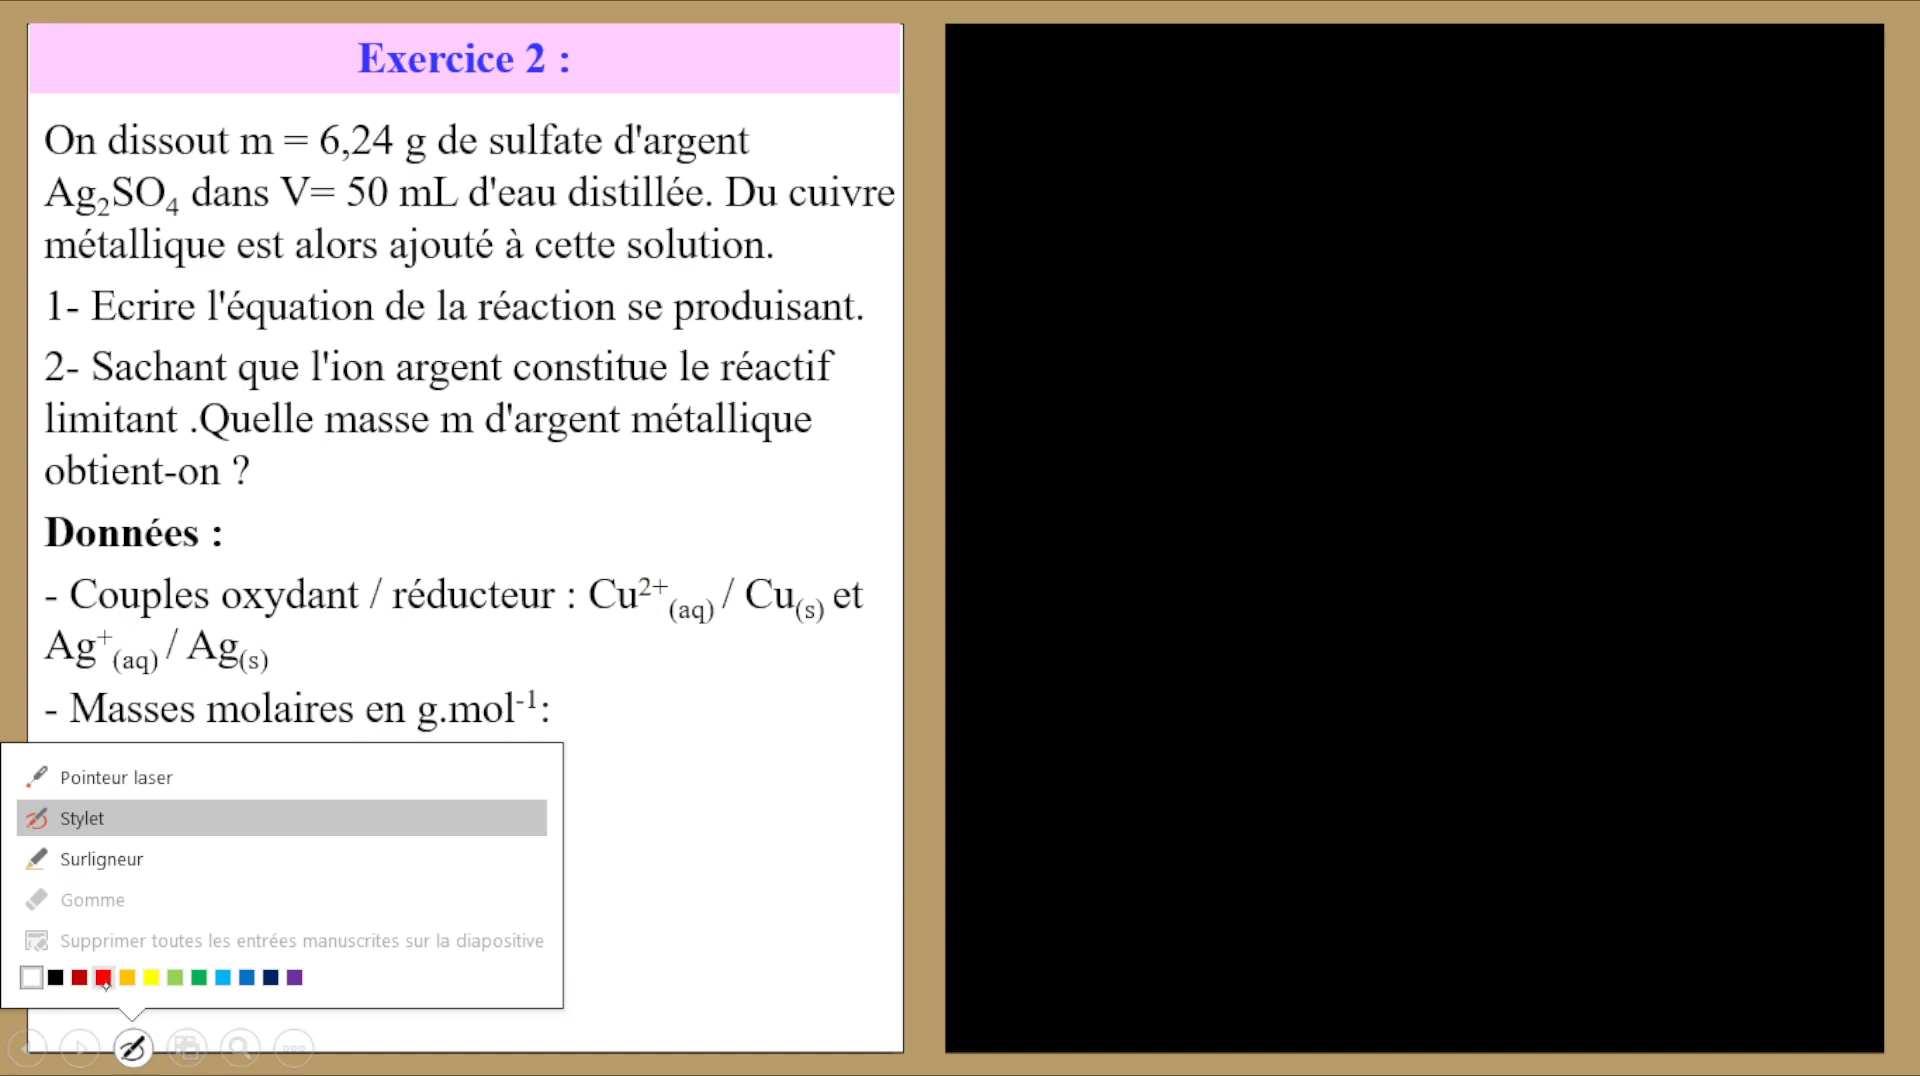 Exercice 2 :
On dissout m = 6,24 g de sulfate d'argent
Ag₂SO₄ dans V= 50 mL d'eau distillée. Du cuivre
métallique est alors ajouté à cette solution.
1- Ecrire l'équation de la réaction se produisant.
2- Sachant que l'ion argent constitue le réactif
limitant .Quelle masse m d'argent métallique
obtient-on ?
Données :
- Couples oxydant / réducteur : Cu²⁺₍aq₎ / Cu₍s₎ et
Ag⁺₍aq₎ / Ag₍s₎
- Masses molaires en g.mol⁻¹:
Pointeur laser
Stylet
Surligneur
Gomme
Supprimer toutes les entrées manuscrites sur la diapositive